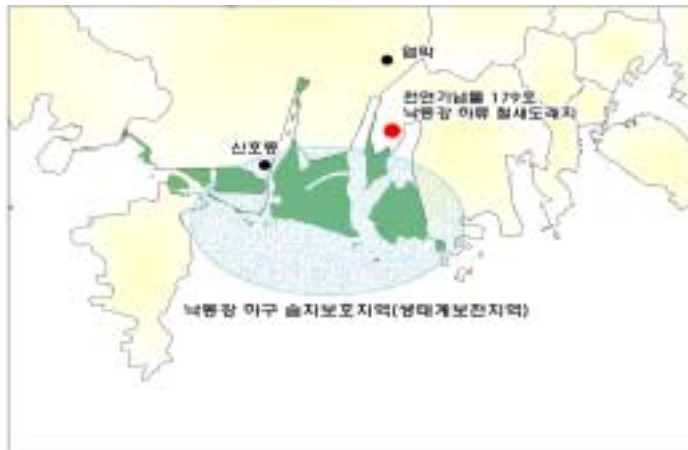 염막
천연기념물 179호
낙동강 하류 철새도래지
신호동
낙동강 하구 습지보호지역(생태계보전지역)